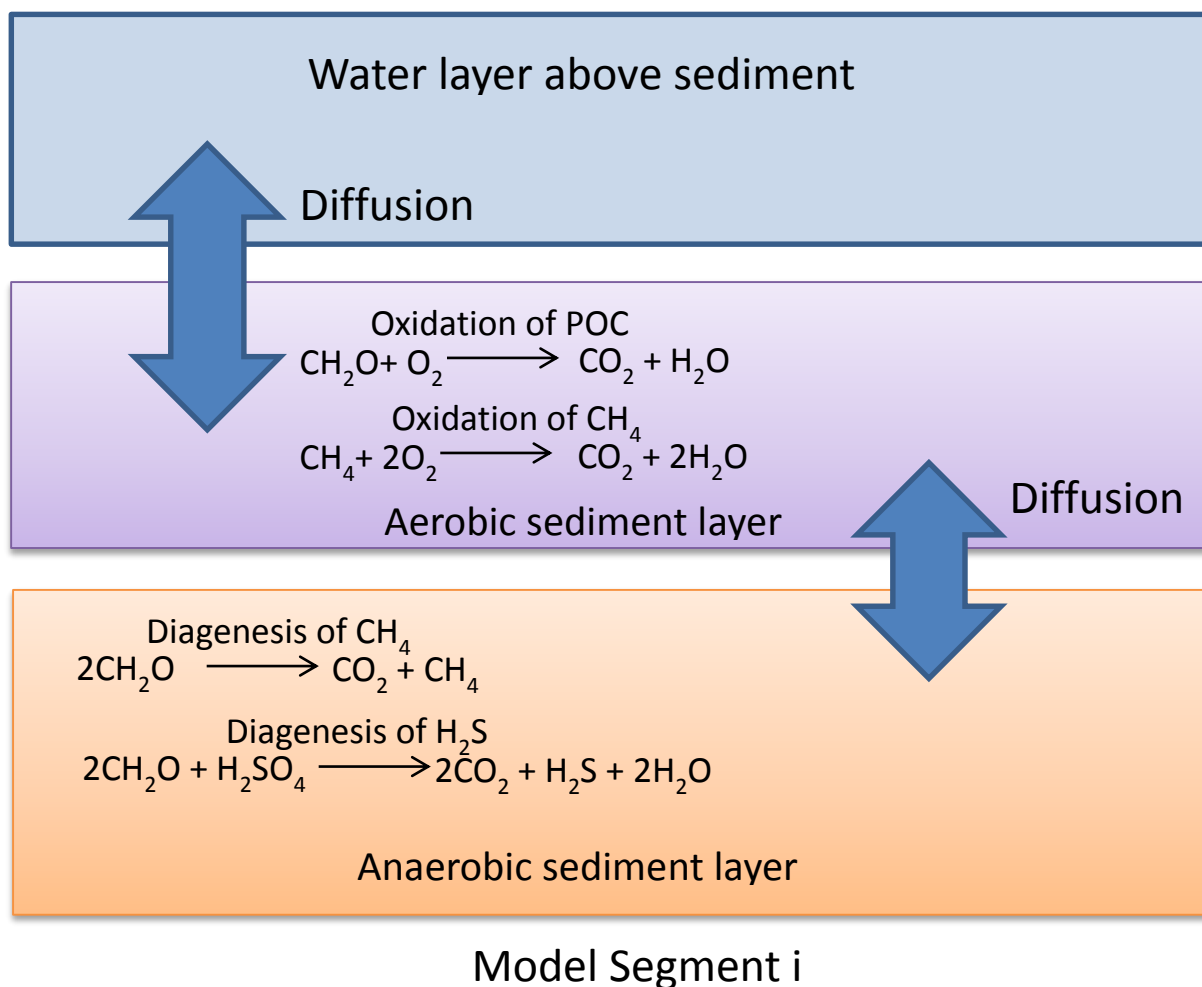 Water layer above sediment
Diffusion
Oxidation of POC
CH₂O+ O₂ → CO₂ + H₂O
Oxidation of CH₄
CH₄+ 2O₂ → CO₂ + 2H₂O
Aerobic sediment layer
Diffusion
Diagenesis of CH₄
2CH₂O → CO₂ + CH₄
Diagenesis of H₂S
2CH₂O + H₂SO₄ → 2CO₂ + H₂S + 2H₂O
Anaerobic sediment layer
Model Segment i